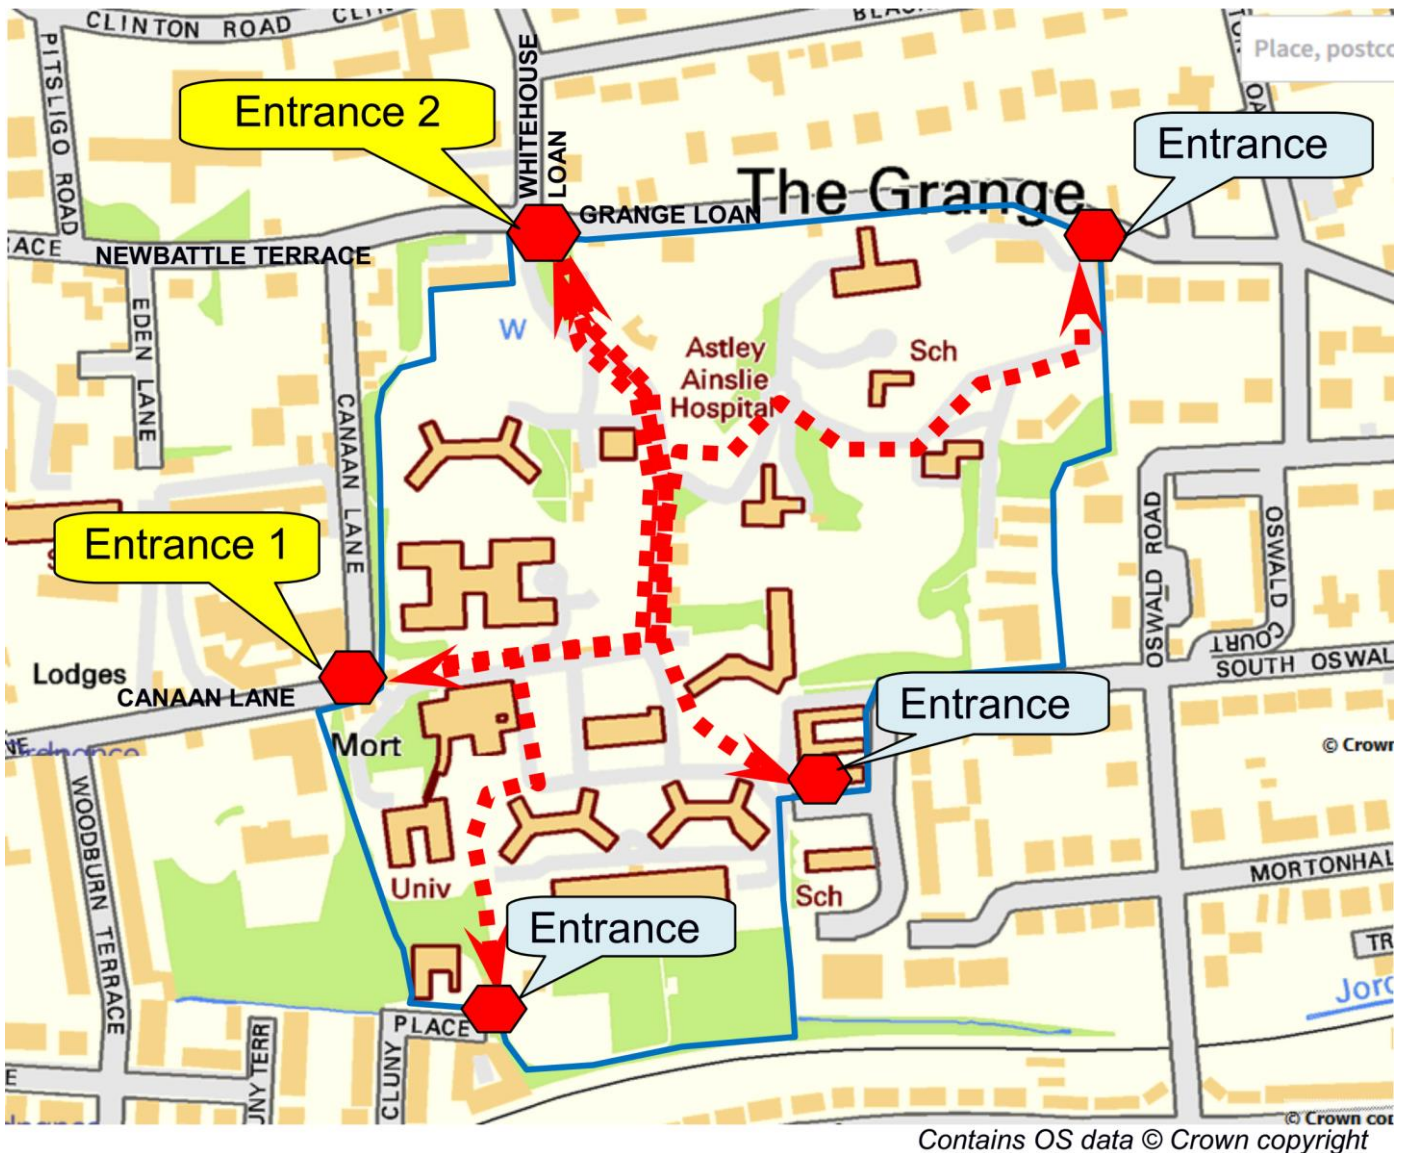 CLINTON ROAD
PITSLIGO ROAD
WHITEHOUSE
LOAN
Place, postco
Entrance 2
Entrance
The Grange
GRANGE LOAN
ACE
NEWBATTLE TERRACE
EDEN LANE
CANAAN LANE
W
Astley
Ainslie
Hospital
Sch
Entrance 1
OSWALD ROAD
OSWALD
COURT
SOUTH OSWAL
Lodges
CANAAN LANE
Entrance
Mort
© Crown
WOODBURN TERRACE
Univ
Sch
MORTONHAL
Entrance
TR
Jord
PLACE
CLUNY
NY TERR
E
© Crown cor
Contains OS data © Crown copyright